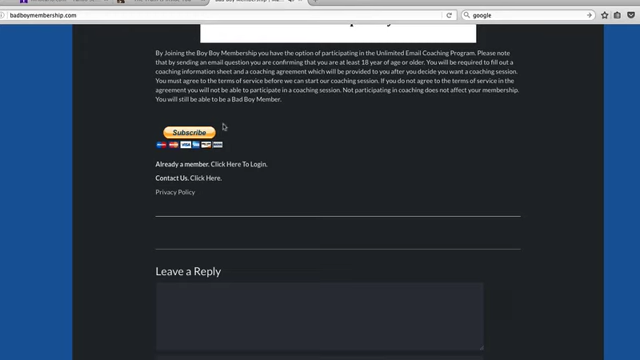 badboymembership.com
google
By Joining the Boy Boy Membership you have the option of participating in the Unlimited Email Coaching Program. Please note
that by sending an email question you are confirming that you are at least 18 year of age or older. You will be required to fill out a
coaching information sheet and a coaching agreement which will be provided to you after you decide you want a coaching session.
You must agree to the terms of service before we can start our coaching session. If you do not agree to the terms of service in the
agreement you will not be able to participate in a coaching session. Not participating in coaching does not affect your membership.
You will still be able to be a Bad Boy Member.
Subscribe
Already a member. Click Here To Login.
Contact Us. Click Here.
Privacy Policy
Leave a Reply